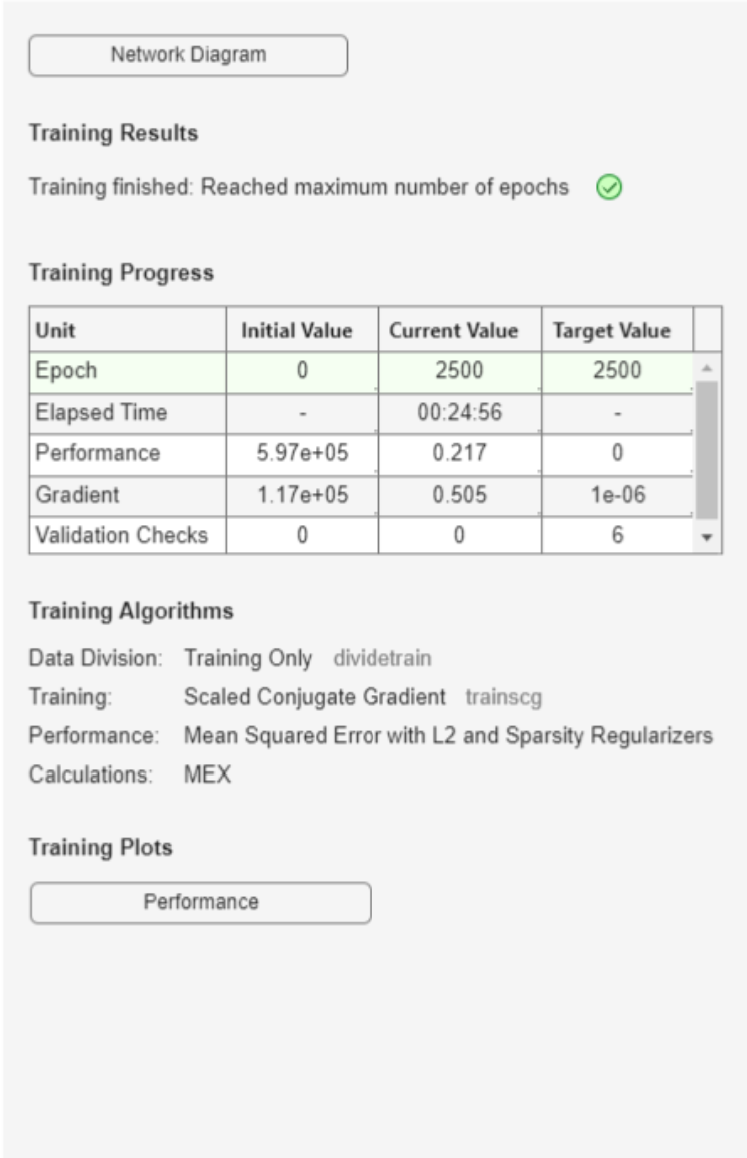 Network Diagram
Training Results
Training finished: Reached maximum number of epochs
Training Progress
Unit Initial Value Current Value Target Value
Epoch 0 2500 2500
Elapsed Time - 00:24:56 -
Performance 5.97e+05 0.217 0
Gradient 1.17e+05 0.505 1e-06
Validation Checks 0 0 6
Training Algorithms
Data Division: Training Only dividetrain
Training: Scaled Conjugate Gradient trainscg
Performance: Mean Squared Error with L2 and Sparsity Regularizers
Calculations: MEX
Training Plots
Performance